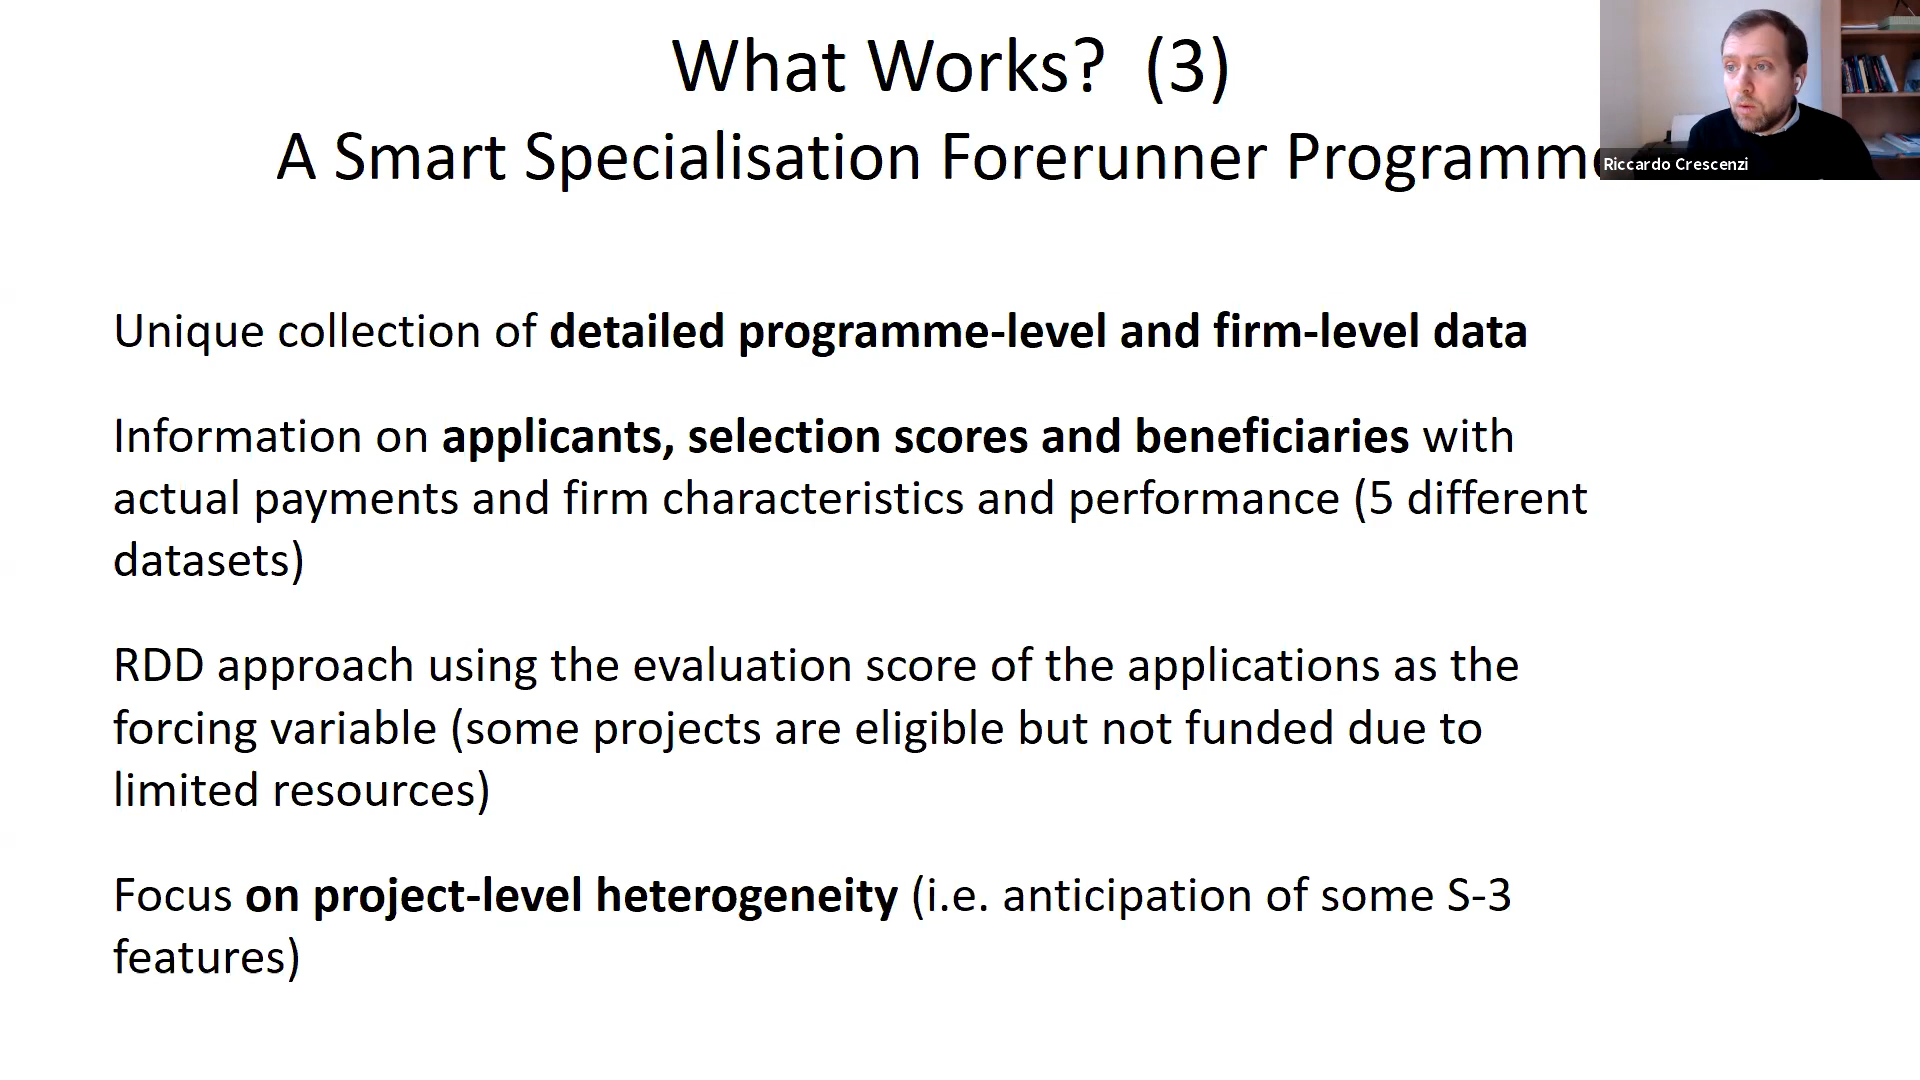 What Works? (3)
A Smart Specialisation Forerunner Programme
Riccardo Crescenzi
Unique collection of detailed programme-level and firm-level data
Information on applicants, selection scores and beneficiaries with
actual payments and firm characteristics and performance (5 different
datasets)
RDD approach using the evaluation score of the applications as the
forcing variable (some projects are eligible but not funded due to
limited resources)
Focus on project-level heterogeneity (i.e. anticipation of some S-3
features)